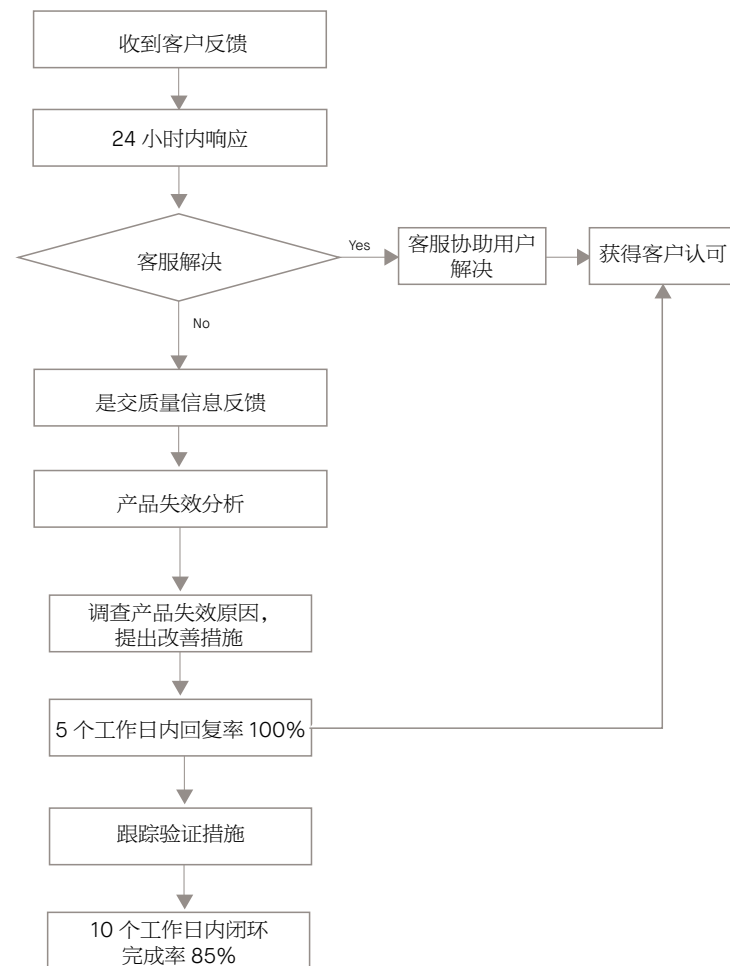 收到客户反馈
24 小时内响应
客服解决
Yes
客服协助用户
解决
获得客户认可
No
是交质量信息反馈
产品失效分析
调查产品失效原因，
提出改善措施
5 个工作日内回复率 100%
跟踪验证措施
10 个工作日内闭环
完成率 85%